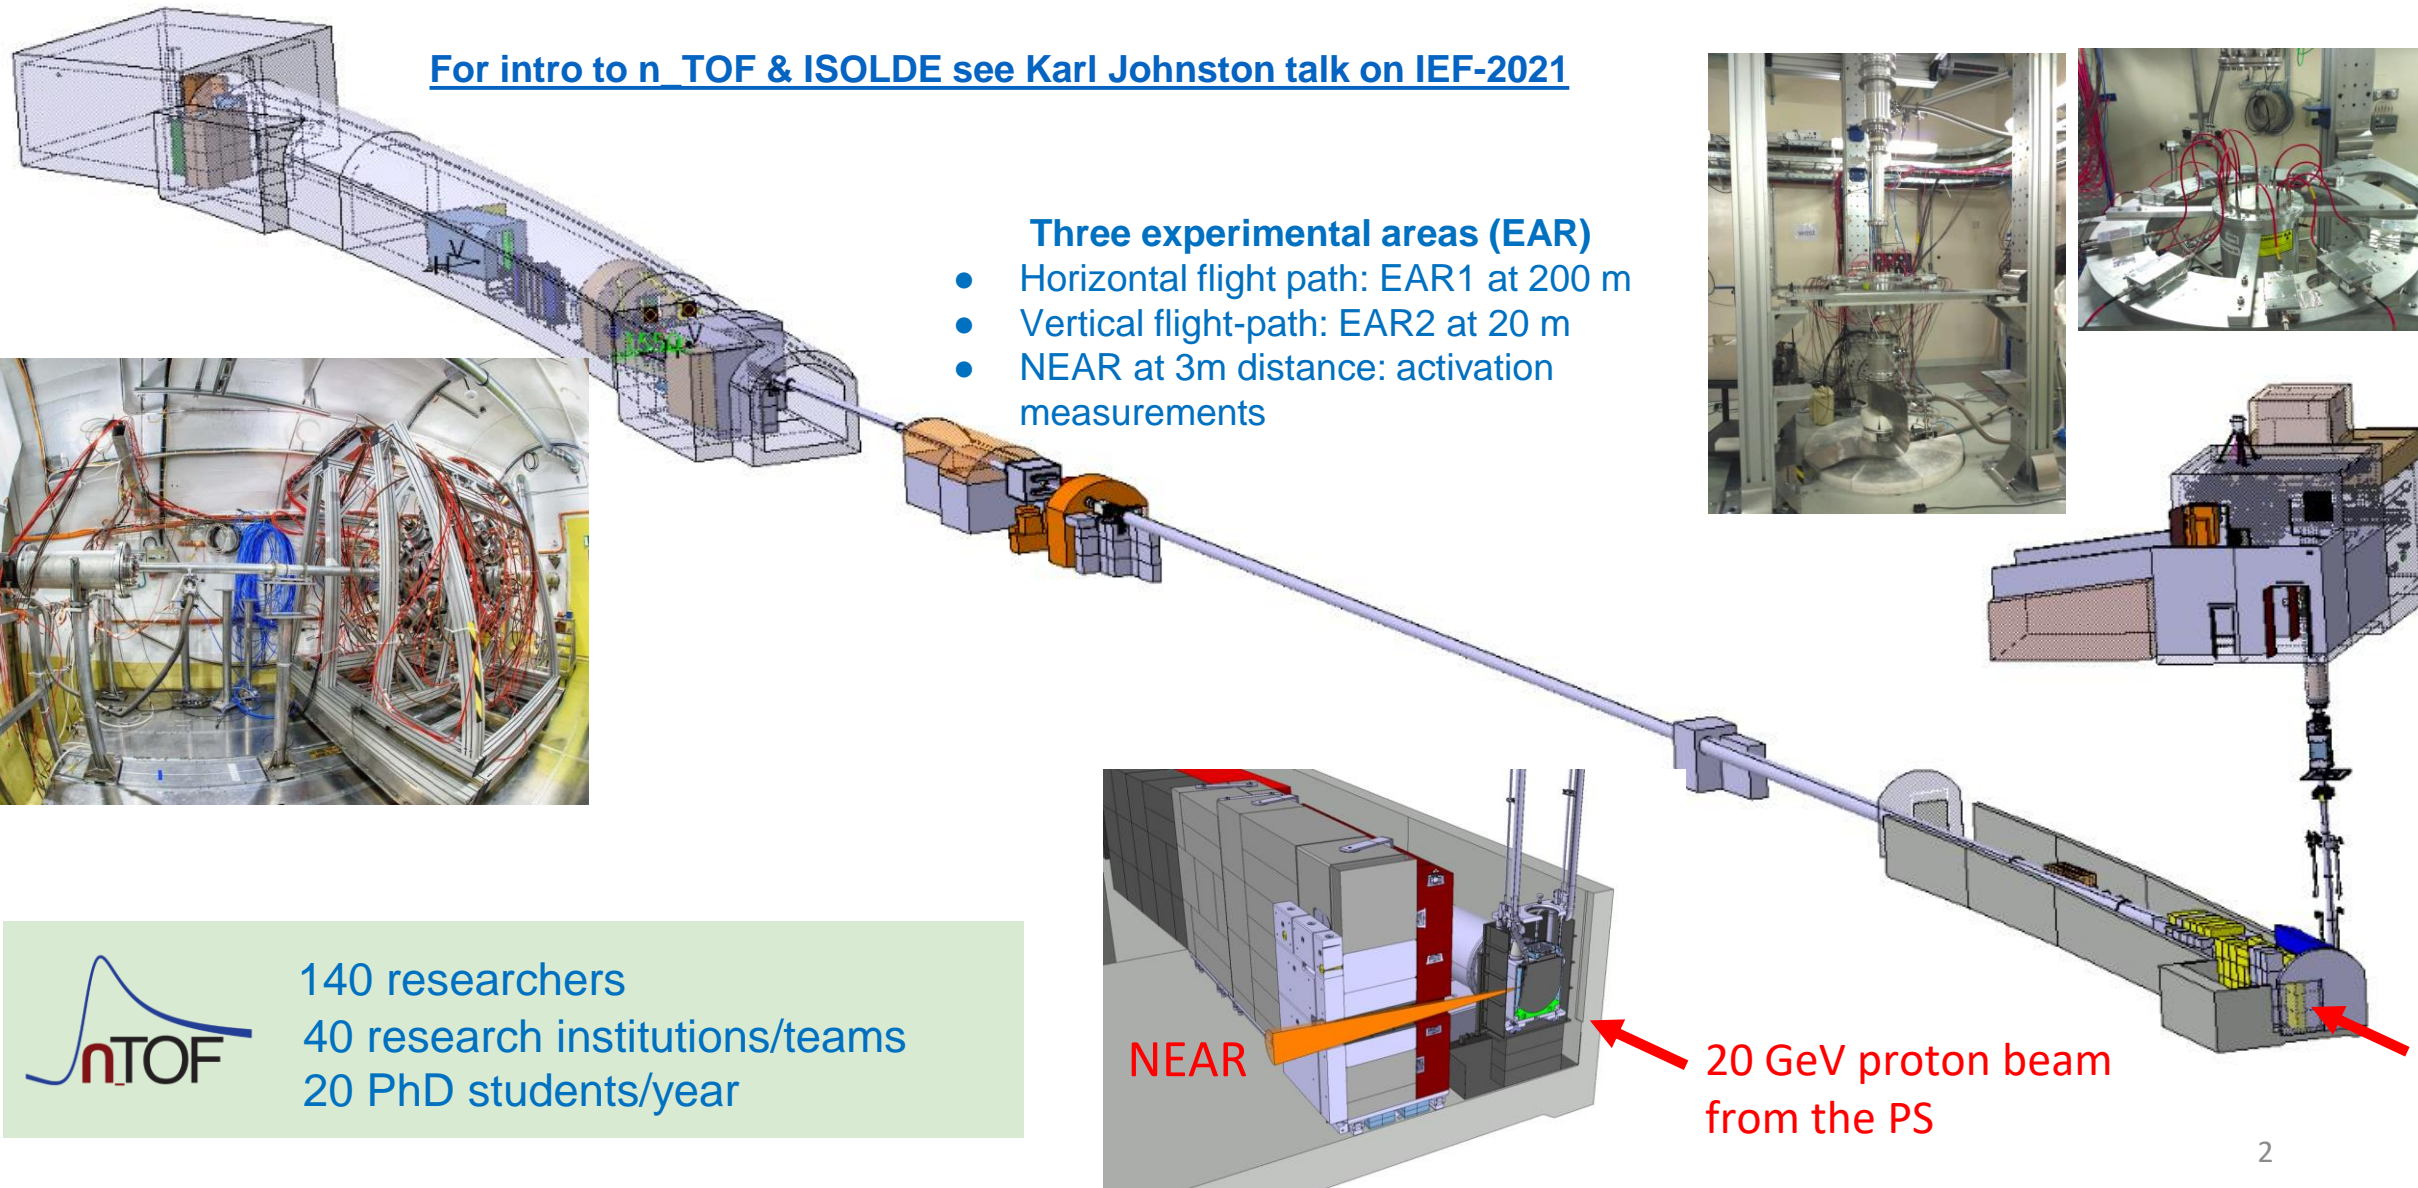 For intro to n_TOF & ISOLDE see Karl Johnston talk on IEF-2021
Three experimental areas (EAR)
● Horizontal flight path: EAR1 at 200 m
● Vertical flight-path: EAR2 at 20 m
● NEAR at 3m distance: activation
measurements
V
H
V
n_TOF
140 researchers
40 research institutions/teams
20 PhD students/year
NEAR
20 GeV proton beam
from the PS
2